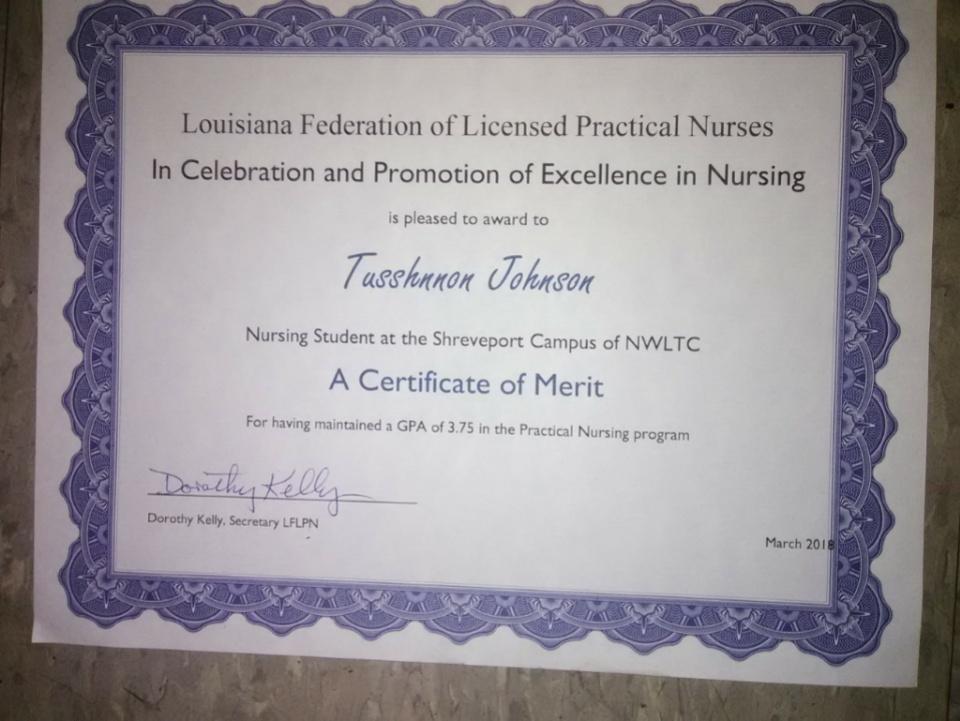 Louisiana Federation of Licensed Practical Nurses
In Celebration and Promotion of Excellence in Nursing
is pleased to award to
Tusshnnon Johnson
Nursing Student at the Shreveport Campus of NWLTC
A Certificate of Merit
For having maintained a GPA of 3.75 in the Practical Nursing program
Dorothy Kelly
Dorothy Kelly, Secretary LFLPN
March 2018